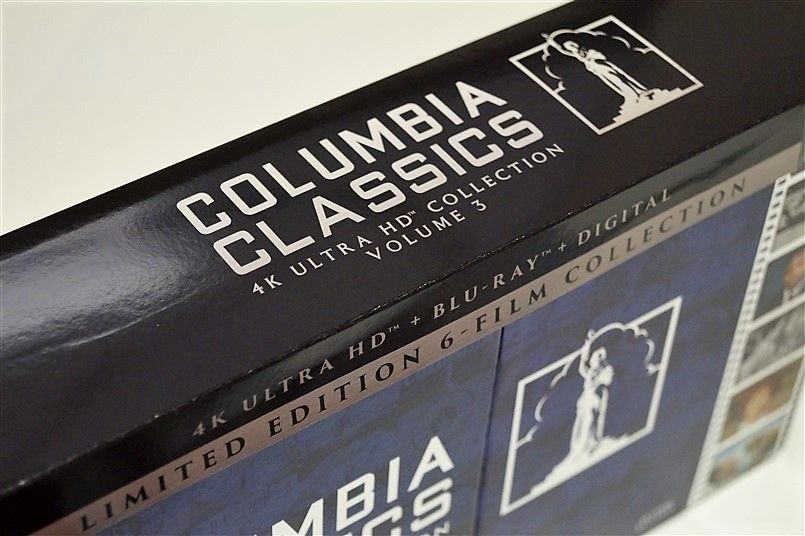 COLUMBIA
CLASSICS
4K ULTRA HD™ COLLECTION
VOLUME 3
4K ULTRA HD™ + BLU-RAY™ + DIGITAL
LIMITED EDITION 6-FILM COLLECTION